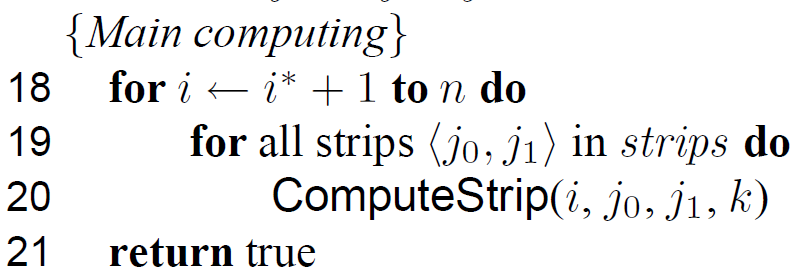 {Main computing}
18 for i ← i* + 1 to n do
19 for all strips ⟨j₀, j₁⟩ in strips do
20 ComputeStrip(i, j₀, j₁, k)
21 return true